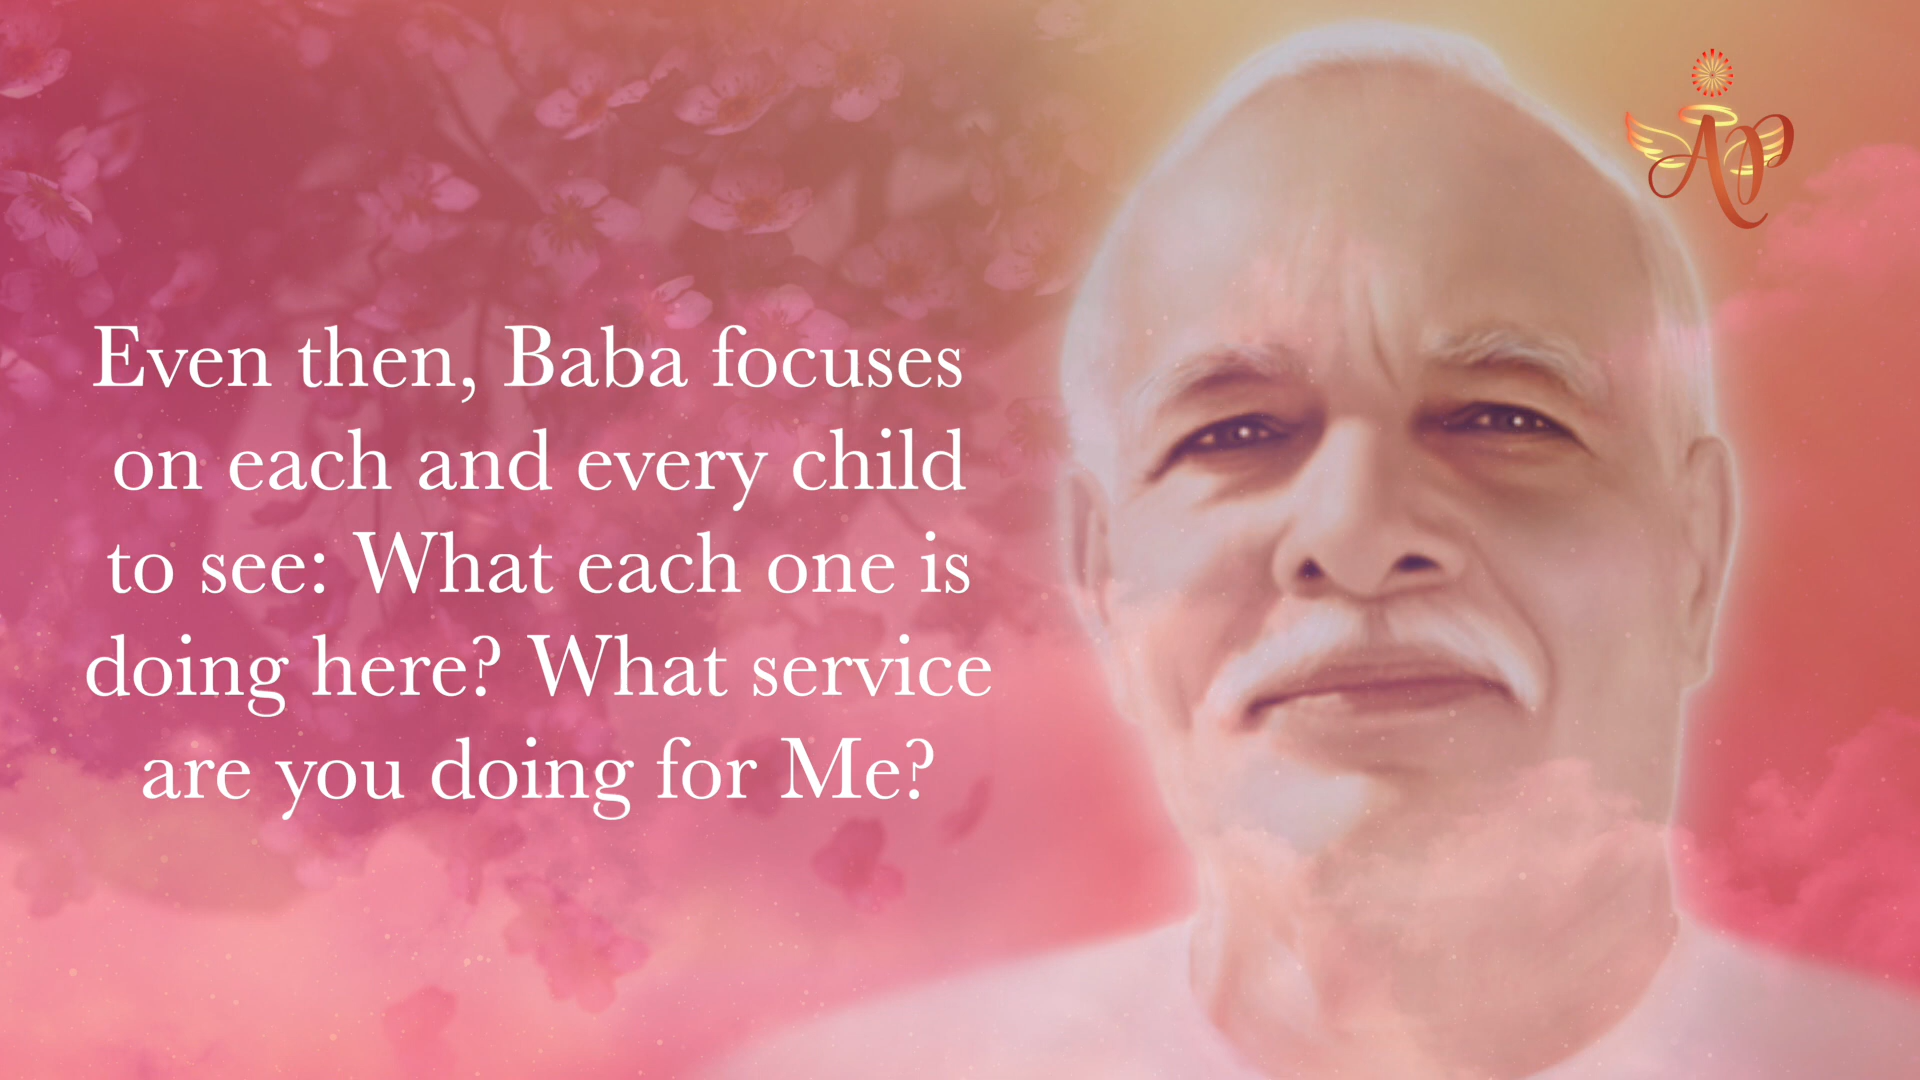 Even then, Baba focuses
on each and every child
to see: What each one is
doing here? What service
are you doing for Me?
AP